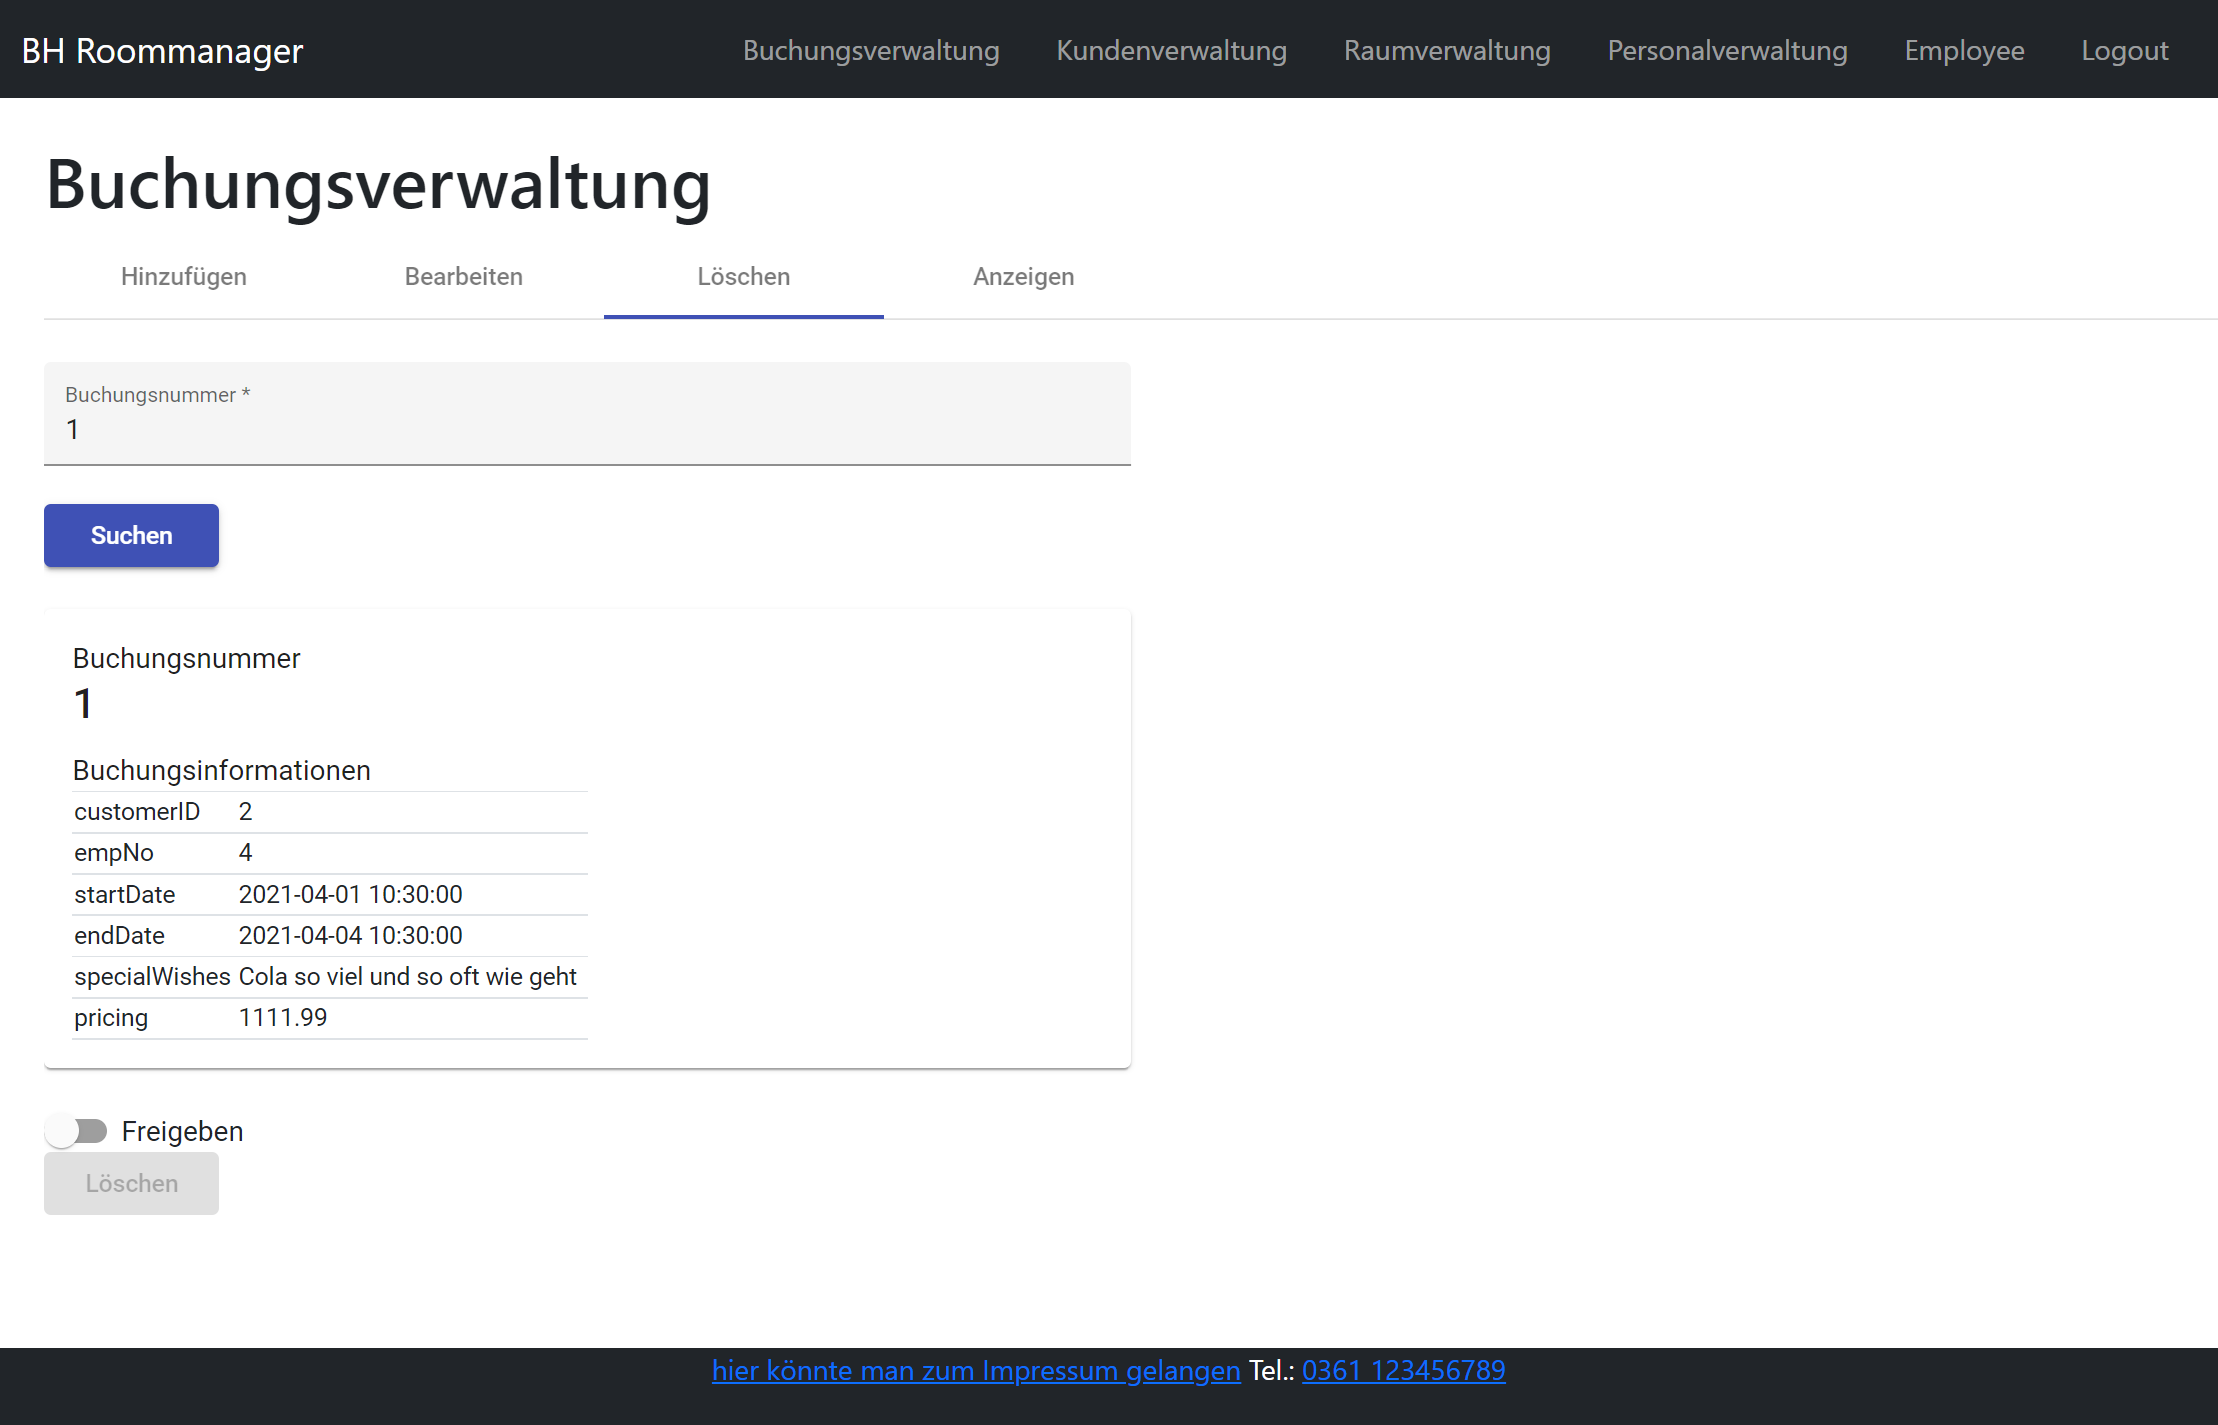 BH Roommanager Buchungsverwaltung Kundenverwaltung Raumverwaltung Personalverwaltung Employee Logout
Buchungsverwaltung
Hinzufügen Bearbeiten Löschen Anzeigen
Buchungsnummer *
1
Suchen
Buchungsnummer
1
Buchungsinformationen
customerID 2
empNo 4
startDate 2021-04-01 10:30:00
endDate 2021-04-04 10:30:00
specialWishes Cola so viel und so oft wie geht
pricing 1111.99
Freigeben
Löschen
hier könnte man zum Impressum gelangen Tel.: 0361 123456789